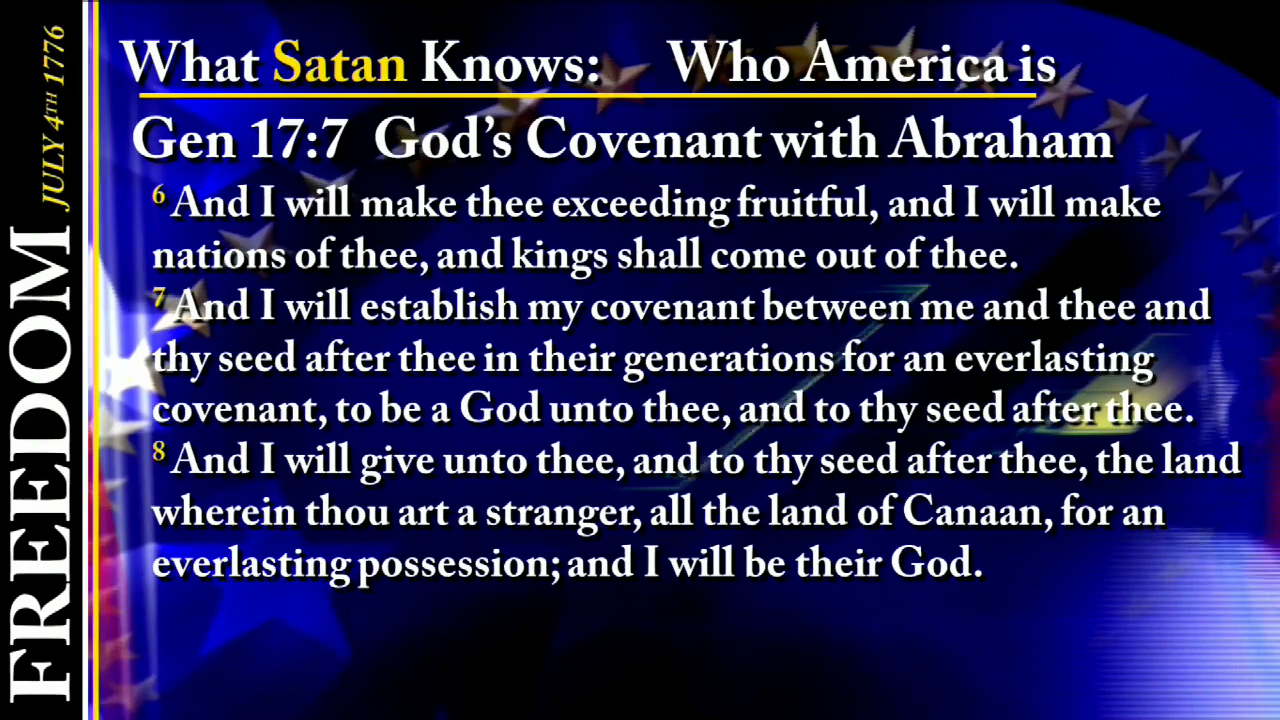 FREEDOM JULY 4TH 1776
What Satan Knows: Who America is
Gen 17:7 God's Covenant with Abraham
6 And I will make thee exceeding fruitful, and I will make
nations of thee, and kings shall come out of thee.
7 And I will establish my covenant between me and thee and
thy seed after thee in their generations for an everlasting
covenant, to be a God unto thee, and to thy seed after thee.
8 And I will give unto thee, and to thy seed after thee, the land
wherein thou art a stranger, all the land of Canaan, for an
everlasting possession; and I will be their God.